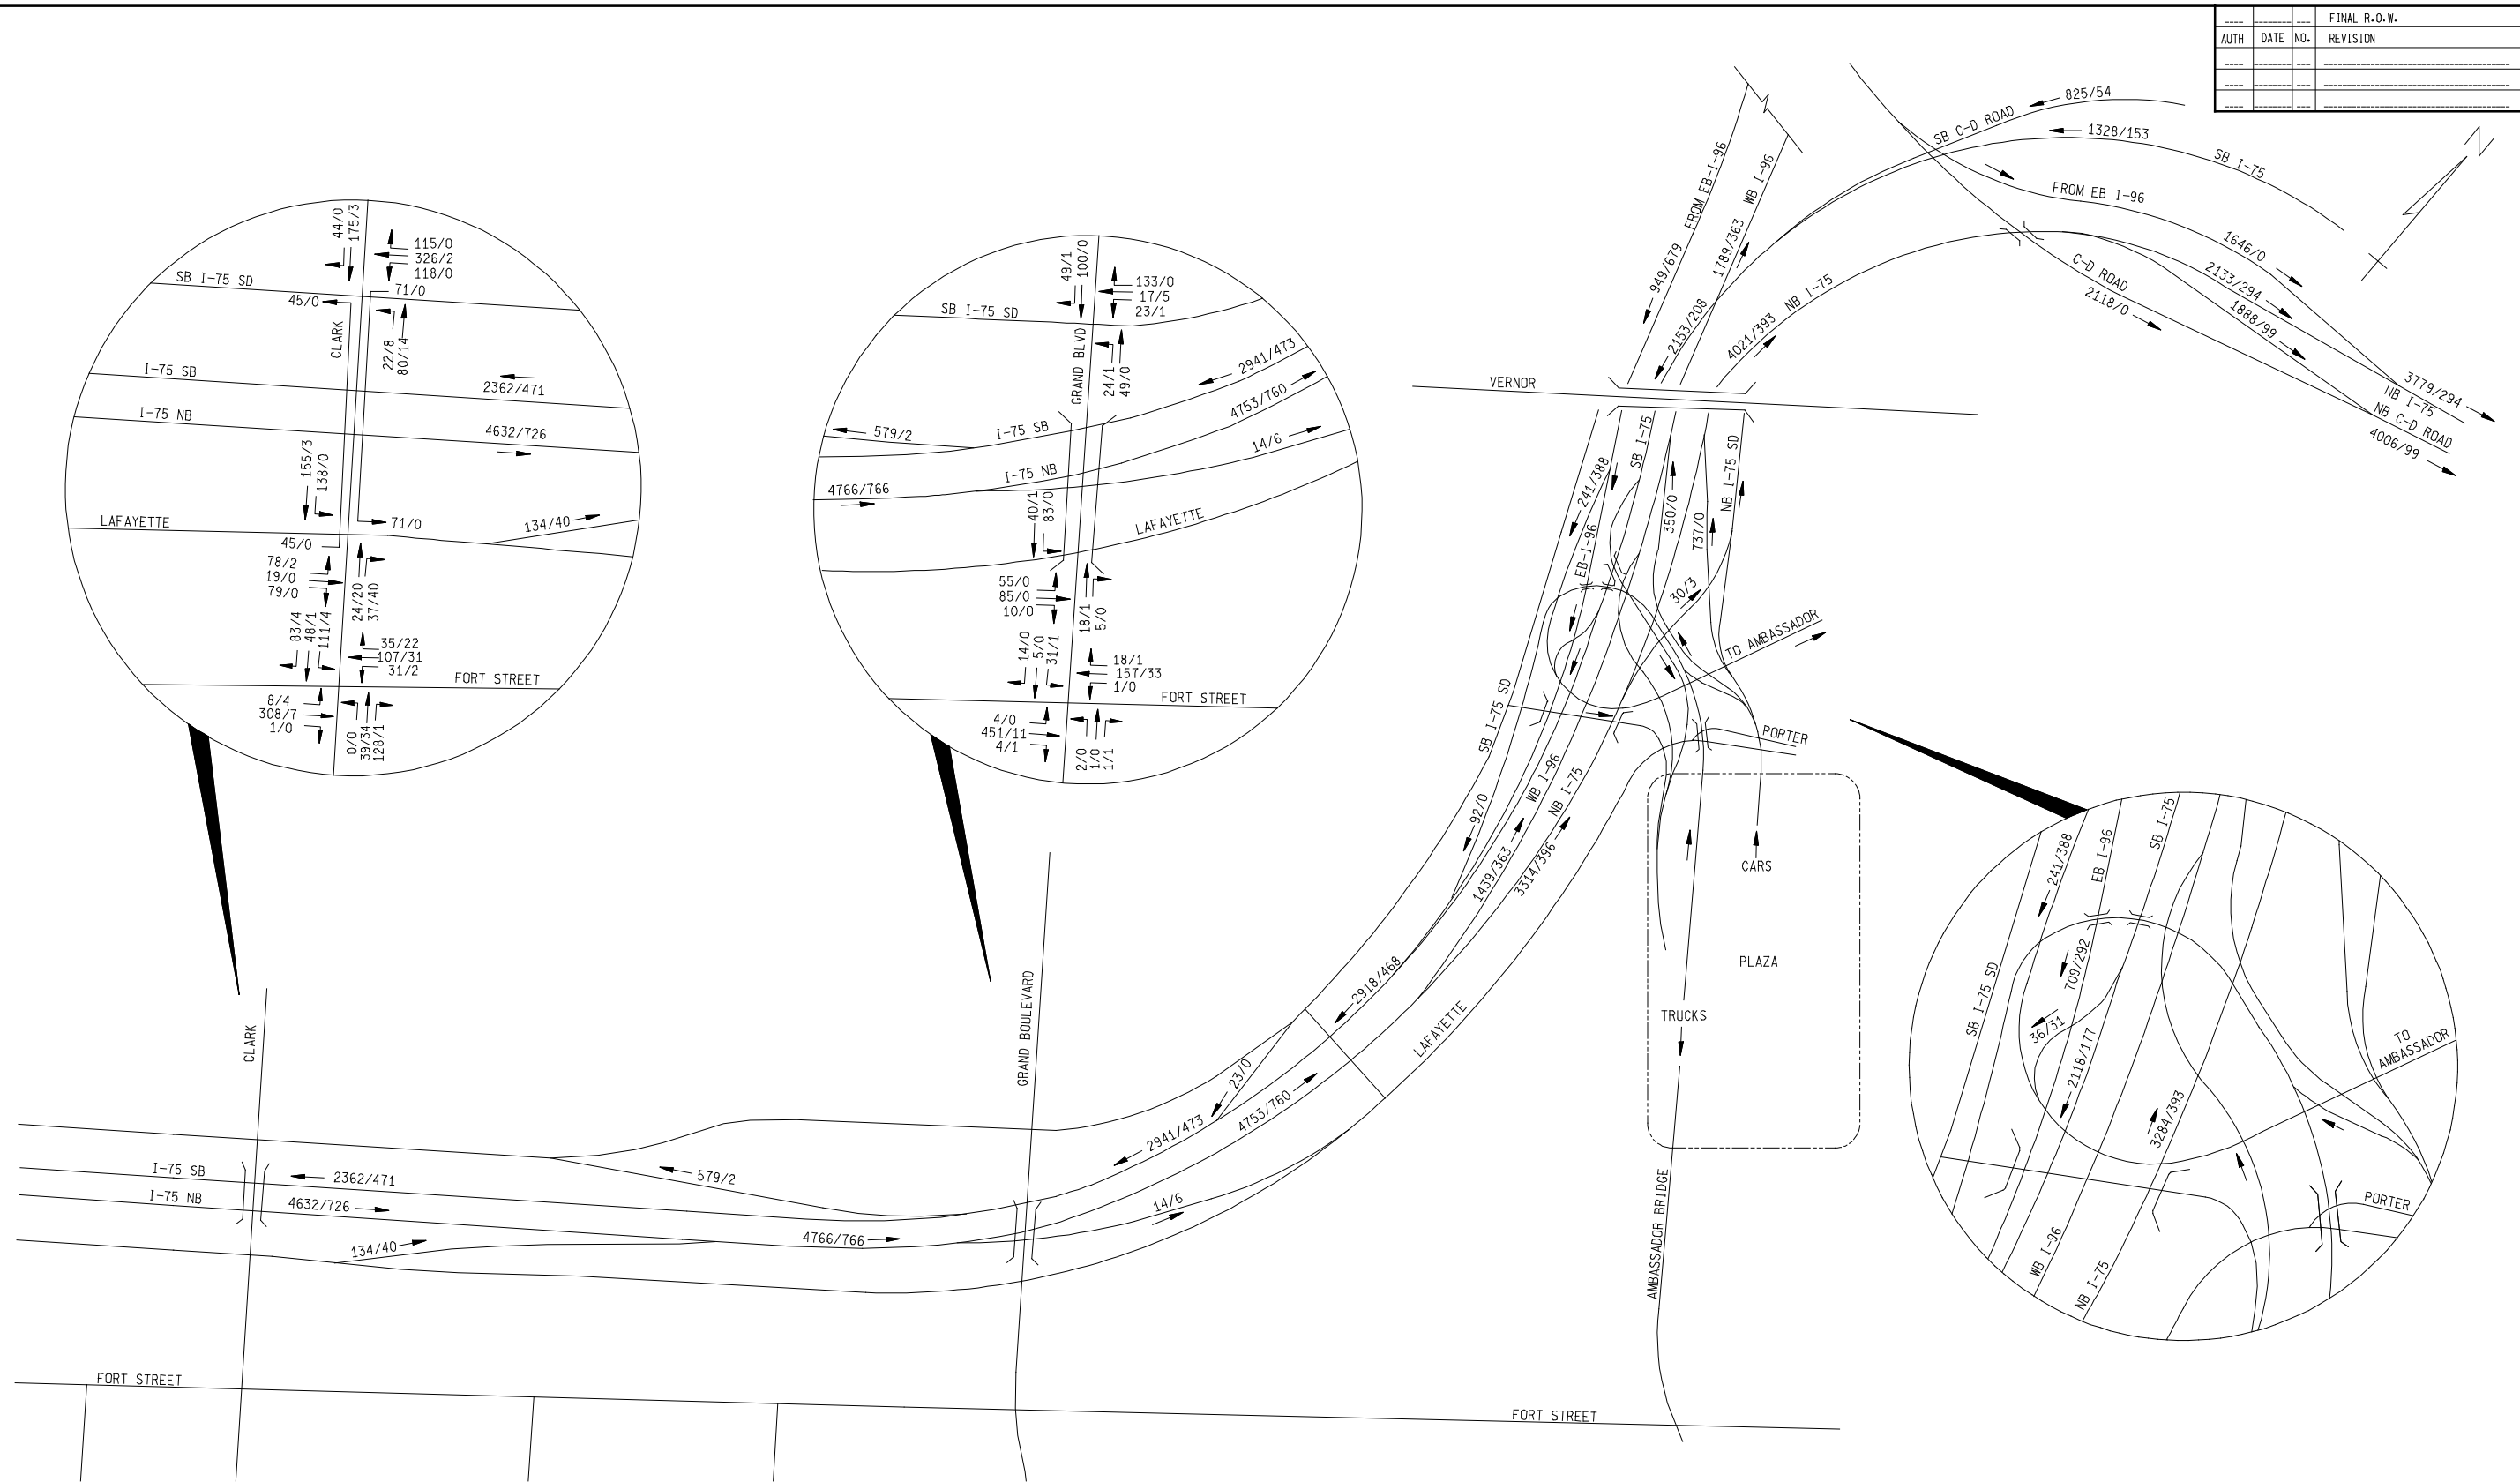 FINAL R.O.W.
AUTH DATE NO. REVISION
825/54
SB C-D ROAD
1328/153
SB I-75
FROM EB I-96
1646/0
2133/294
C-D ROAD
2118/0
1888/99
3779/294
NB I-75
NB C-D ROAD
4006/99
N
FROM EB-I-96
949/679
WB I-96
1789/363
2153/208
4021/393 NB I-75
VERNOR
44/0
175/3
115/0
326/2
118/0
SB I-75 SD
45/0
71/0
CLARK
22/8
80/14
I-75 SB
2362/471
I-75 NB
4632/726
155/3
138/0
LAFAYETTE
71/0
134/40
45/0
78/2
19/0
79/0
24/20
37/40
83/4
48/1
111/4
35/22
107/31
31/2
FORT STREET
8/4
308/7
1/0
0/0
39/34
128/1
49/1
100/0
133/0
17/5
23/1
SB I-75 SD
GRAND BLVD
24/1
49/0
2941/473
4753/760
579/2
I-75 SB
14/6
I-75 NB
4766/766
40/1
83/0
LAFAYETTE
55/0
85/0
10/0
18/1
5/0
14/0
5/0
31/1
18/1
157/33
1/0
FORT STREET
4/0
451/11
4/1
2/0
1/0
1/1
241/388
SB I-75
EB-I-96
350/0
737/0
NB I-75 SD
30/3
TO AMBASSADOR
SB I-75 SD
PORTER
92/0
WB I-96
1439/363
NB I-75
3314/396
CARS
PLAZA
TRUCKS
AMBASSADOR BRIDGE
2918/468
LAFAYETTE
23/0
2941/473
4753/760
14/6
GRAND BOULEVARD
CLARK
I-75 SB
2362/471
579/2
I-75 NB
4632/726
134/40
4766/766
FORT STREET
FORT STREET
241/388
EB I-96
SB I-75
709/292
SB I-75 SD
36/31
2118/177
TO
AMBASSADOR
3284/393
WB I-96
NB I-75
PORTER